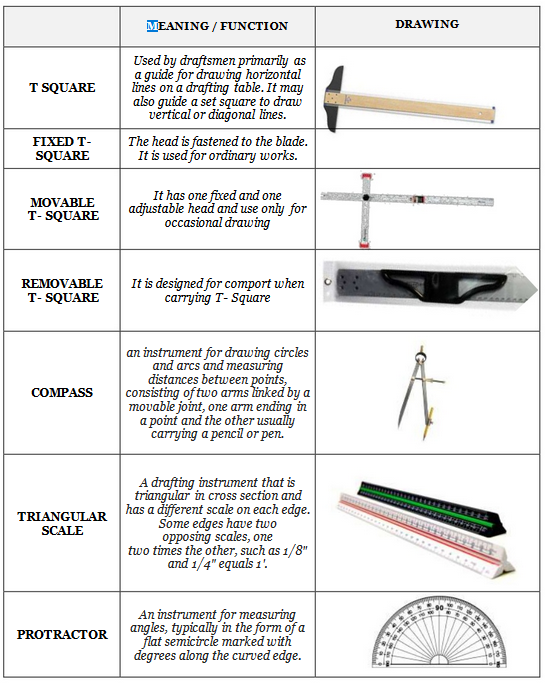 MEANING / FUNCTION
DRAWING
T SQUARE
Used by draftsmen primarily as
a guide for drawing horizontal
lines on a drafting table. It may
also guide a set square to draw
vertical or diagonal lines.
FIXED T-
SQUARE
The head is fastened to the blade.
It is used for ordinary works.
MOVABLE
T- SQUARE
It has one fixed and one
adjustable head and use only for
occasional drawing
REMOVABLE
T- SQUARE
It is designed for comport when
carrying T- Square
COMPASS
an instrument for drawing circles
and arcs and measuring
distances between points,
consisting of two arms linked by a
movable joint, one arm ending in
a point and the other usually
carrying a pencil or pen.
TRIANGULAR
SCALE
A drafting instrument that is
triangular in cross section and
has a different scale on each edge.
Some edges have two
opposing scales, one
two times the other, such as 1/8"
and 1/4" equals 1'.
PROTRACTOR
An instrument for measuring
angles, typically in the form of a
flat semicircle marked with
degrees along the curved edge.
90